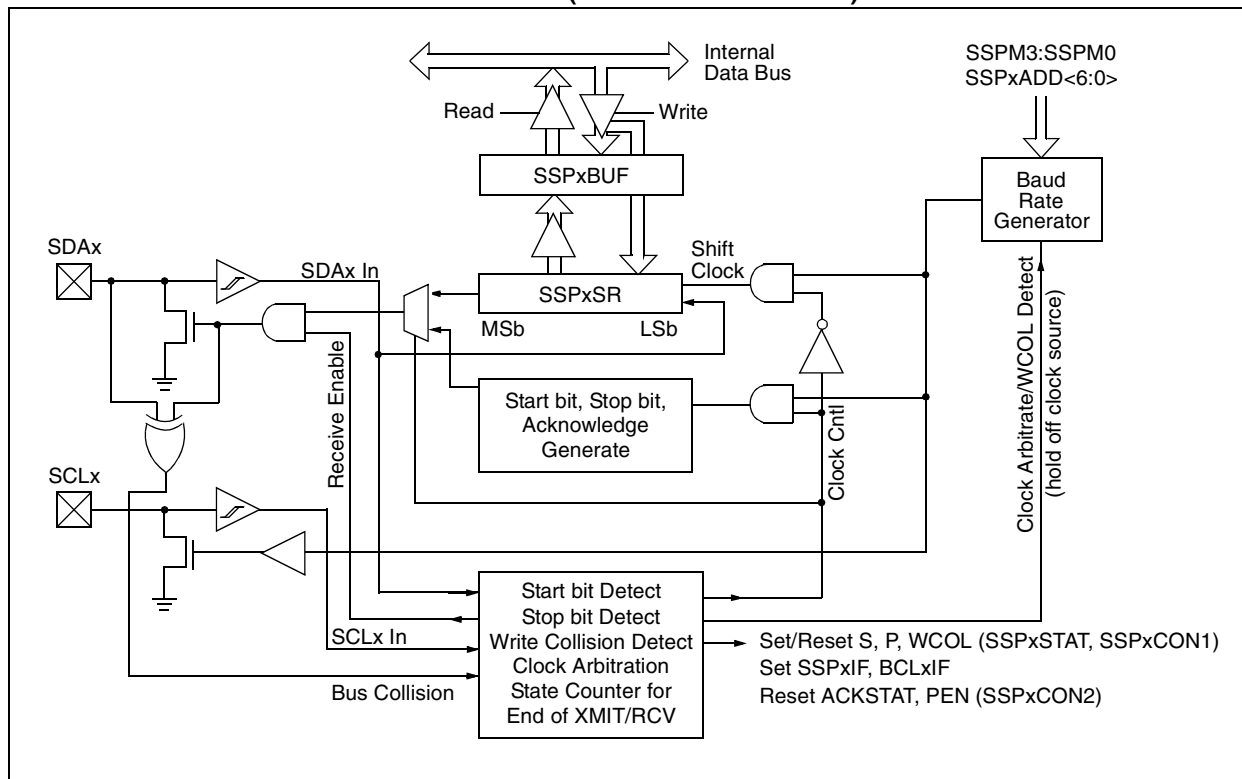 Internal
Data Bus
SSPM3:SSPM0
SSPxADD<6:0>
Read
Write
SSPxBUF
Baud
Rate
Generator
SDAx
SDAx In
Shift
Clock
SSPxSR
MSb
LSb
Receive Enable
Start bit, Stop bit,
Acknowledge
Generate
Clock Cntl
Clock Arbitrate/WCOL Detect
(hold off clock source)
SCLx
SCLx In
Bus Collision
Start bit Detect
Stop bit Detect
Write Collision Detect
Clock Arbitration
State Counter for
End of XMIT/RCV
Set/Reset S, P, WCOL (SSPxSTAT, SSPxCON1)
Set SSPxIF, BCLxIF
Reset ACKSTAT, PEN (SSPxCON2)